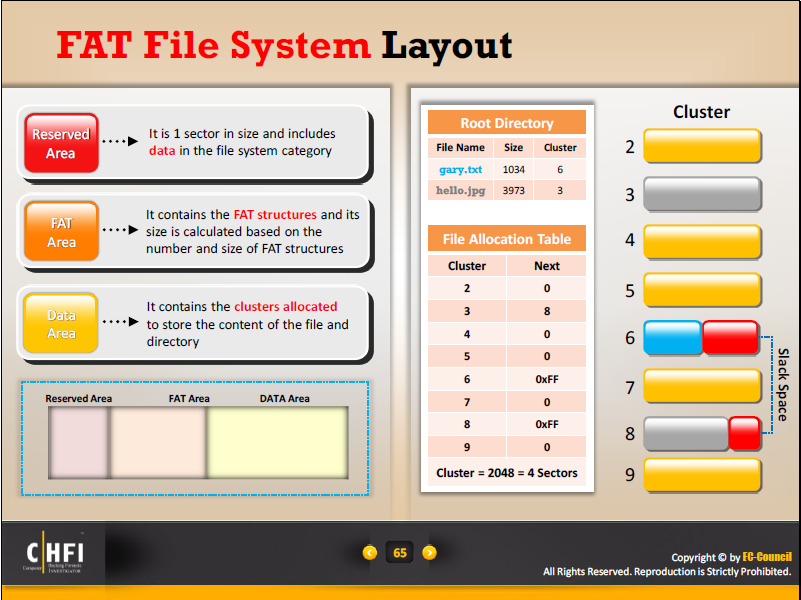 FAT File System Layout
Reserved Area
It is 1 sector in size and includes
data in the file system category
FAT Area
It contains the FAT structures and its
size is calculated based on the
number and size of FAT structures
Data Area
It contains the clusters allocated
to store the content of the file and
directory
Reserved Area FAT Area DATA Area
Root Directory
File Name Size Cluster
gary.txt 1034 6
hello.jpg 3973 3
File Allocation Table
Cluster Next
2 0
3 8
4 0
5 0
6 0xFF
7 0
8 0xFF
9 0
Cluster = 2048 = 4 Sectors
Cluster
2
3
4
5
6
7
8
9
Slack Space
CHFI
Computer Hacking Forensic
INVESTIGATOR
65
Copyright © by EC-Council
All Rights Reserved. Reproduction is Strictly Prohibited.